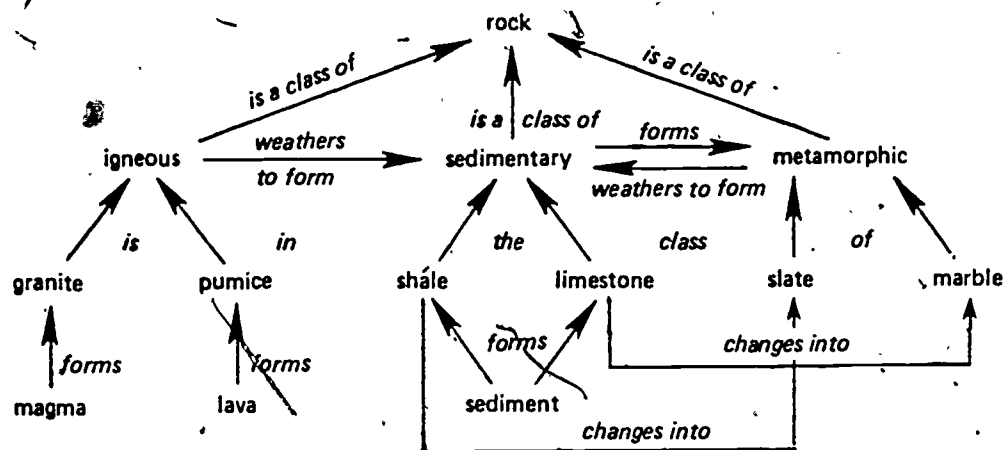 rock
is a class of
is a class of
is a class of
weathers
to form
forms
weathers to form
igneous
sedimentary
metamorphic
is in the class of
granite
pumice
shale
limestone
slate
marble
forms
forms
forms
changes into
magma
lava
sediment
changes into